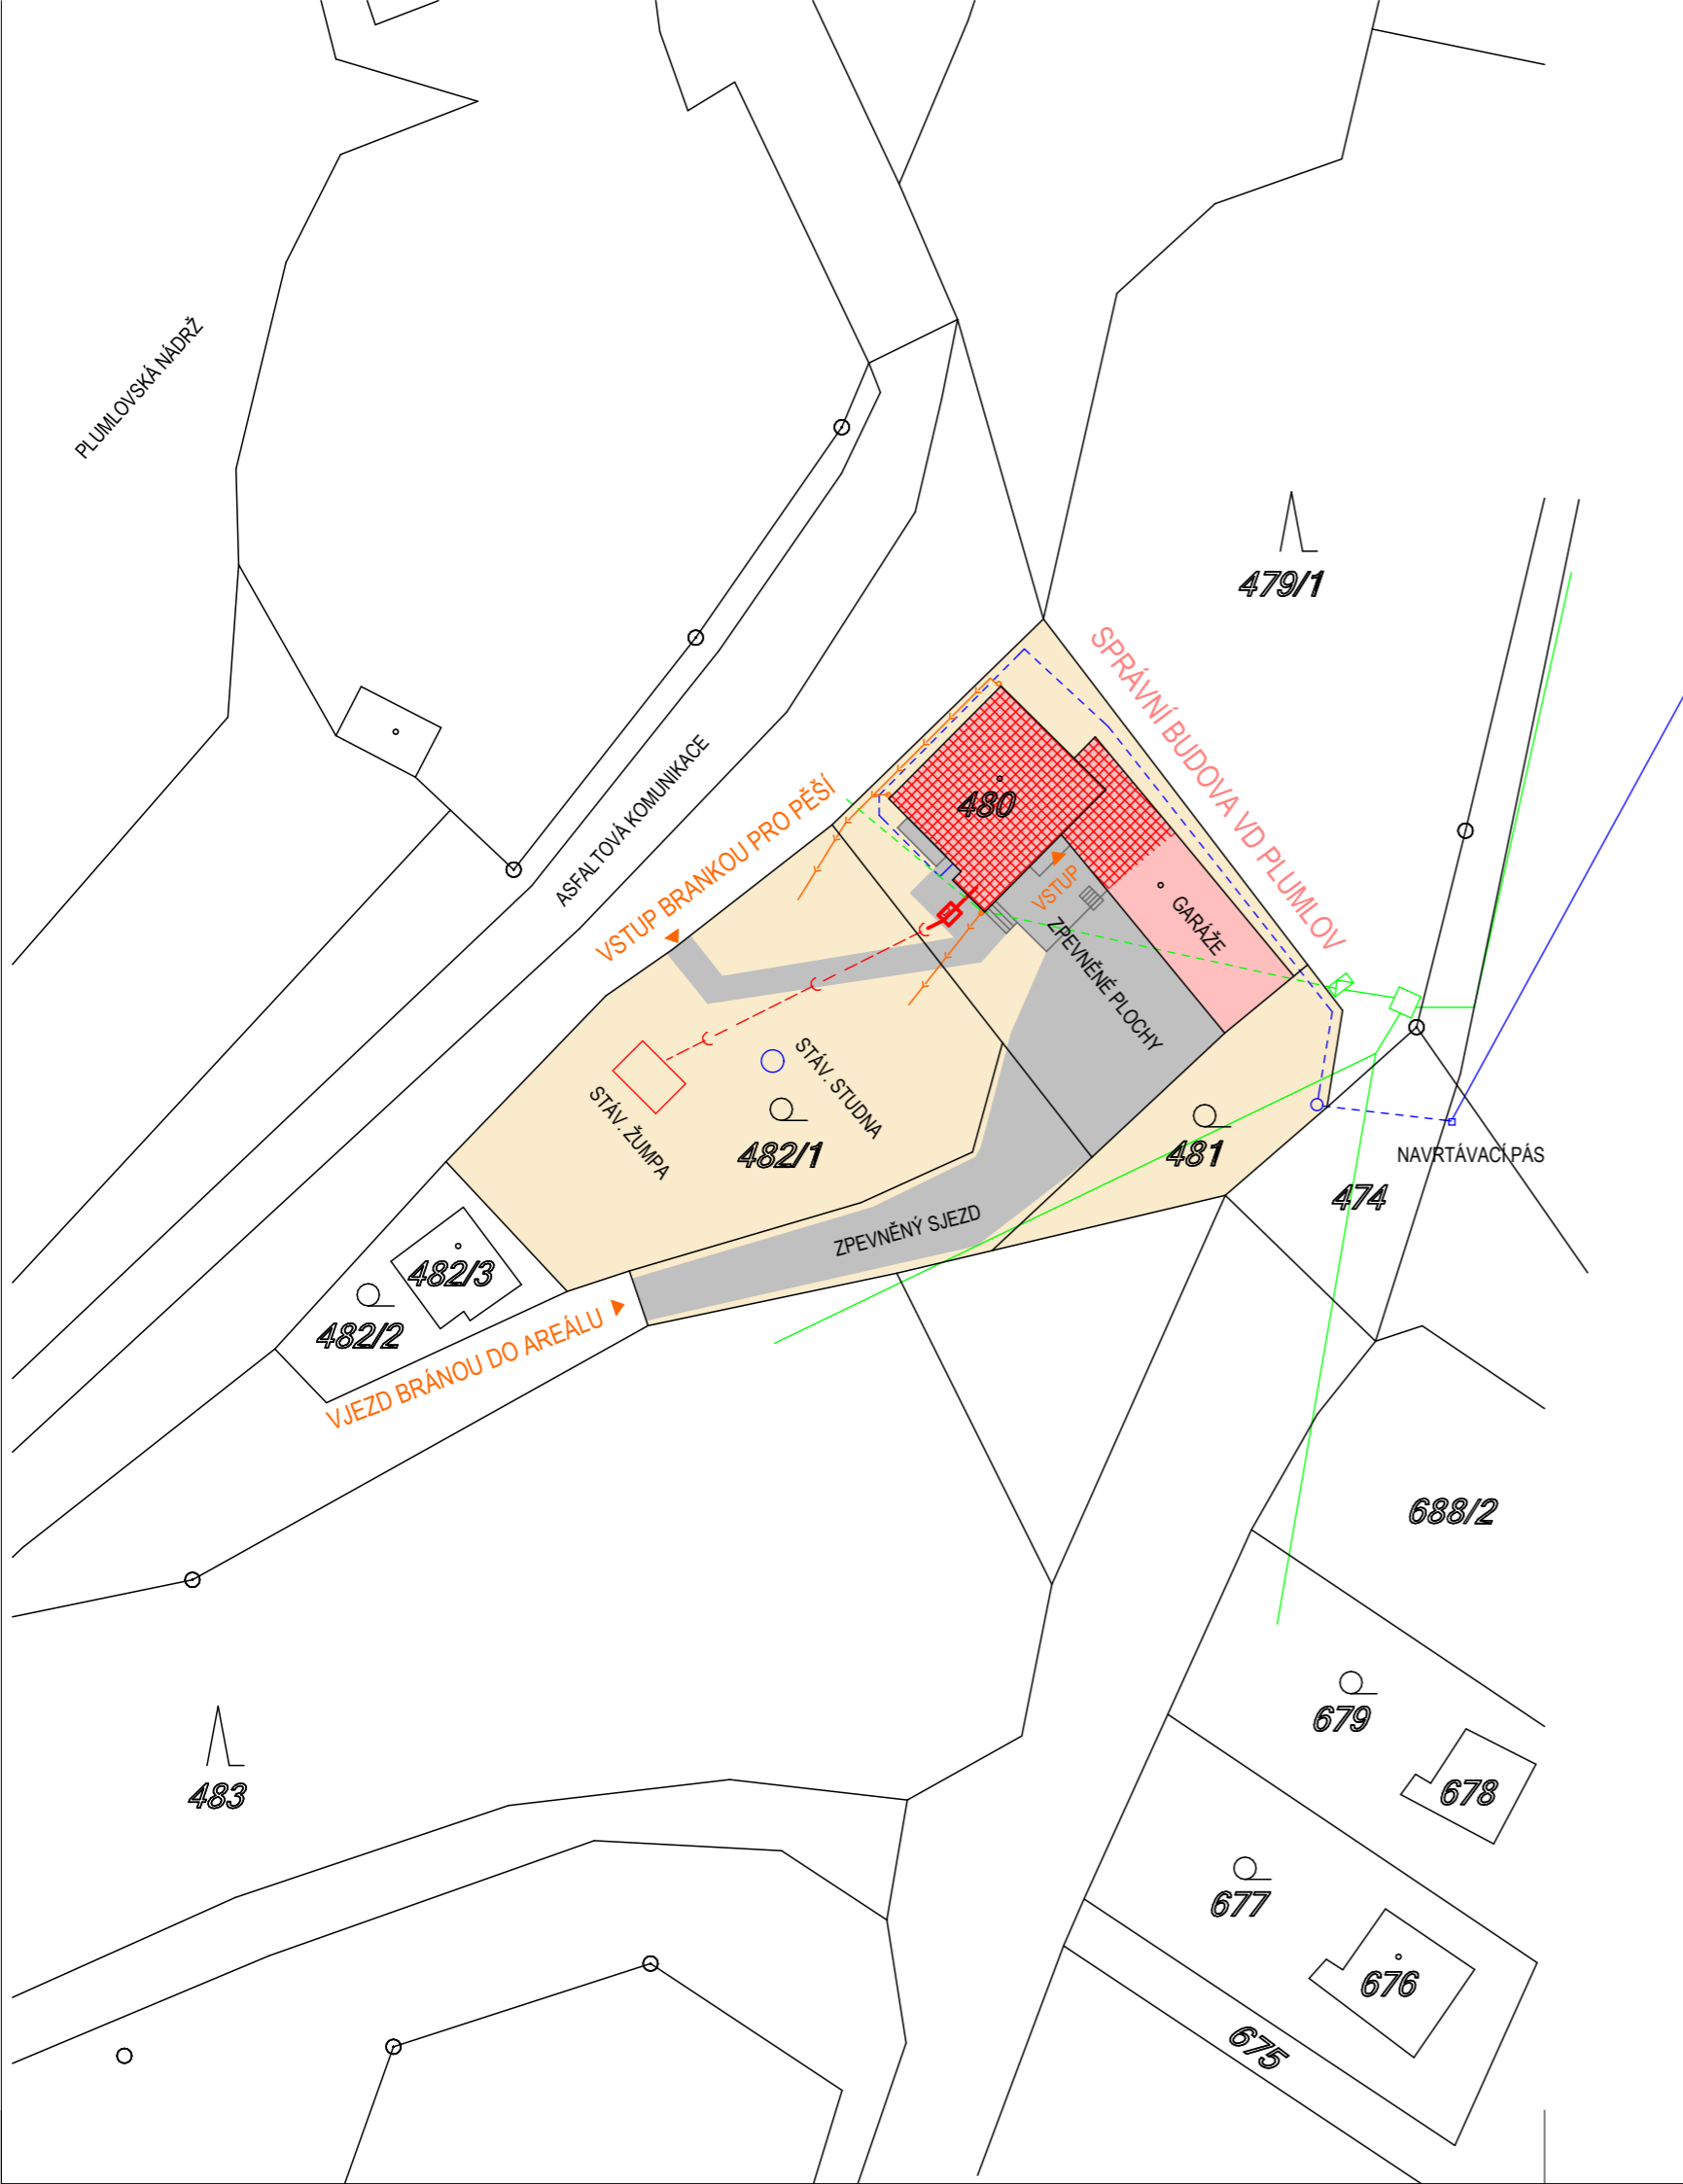 PLUMLOVSKÁ NÁDRŽ
479/1
SPRÁVNÍ BUDOVA VD PLUMLOV
ASFALTOVÁ KOMUNIKACE
VSTUP BRANKOU PRO PĚŠÍ
480
VSTUP
GARÁŽE
ZPEVNĚNÉ PLOCHY
STÁV. STUDNA
STÁV. ŽUMPA
482/1
481
NAVRTÁVACÍ PÁS
474
ZPEVNĚNÝ SJEZD
482/3
482/2
VJEZD BRÁNOU DO AREÁLU
688/2
679
678
483
677
676
675